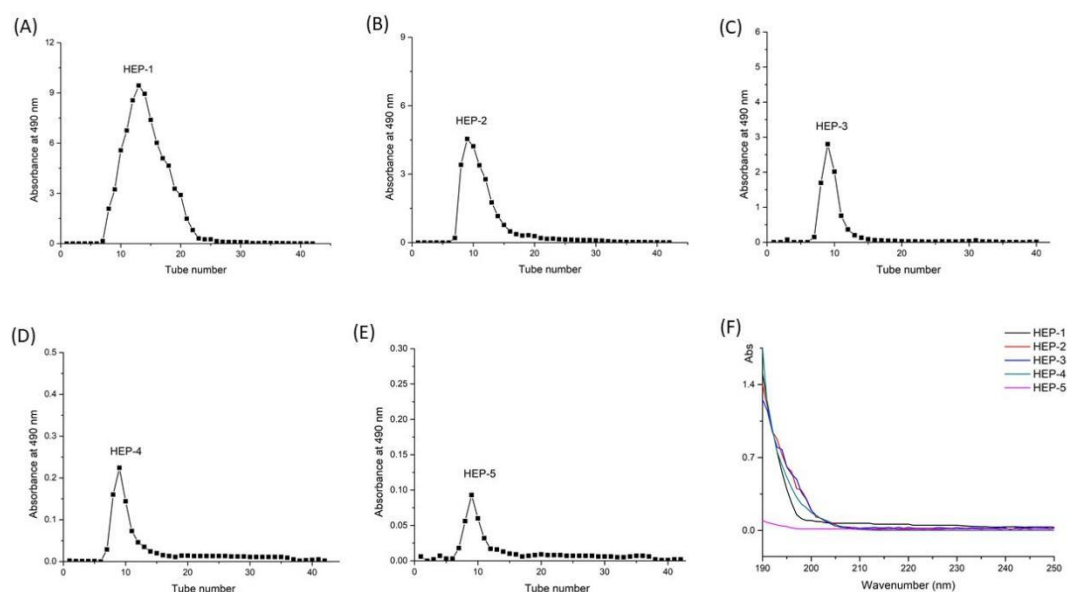 (A)
HEP-1
Absorbance at 490 nm
12
9
6
3
0
0 10 20 30 40
Tube number
(B)
HEP-2
Absorbance at 490 nm
9
6
3
0
0 10 20 30 40
Tube number
(C)
HEP-3
Absorbance at 490 nm
6
5
4
3
2
1
0
0 10 20 30 40
Tube number
(D)
HEP-4
Absorbance at 490 nm
0.5
0.4
0.3
0.2
0.1
0.0
0 10 20 30 40
Tube number
(E)
HEP-5
Absorbance at 490 nm
0.30
0.25
0.20
0.15
0.10
0.05
0.00
0 10 20 30 40
Tube number
(F)
HEP-1
HEP-2
HEP-3
HEP-4
HEP-5
Abs
1.4
0.7
0.0
190 200 210 220 230 240 250
Wavenumber (nm)